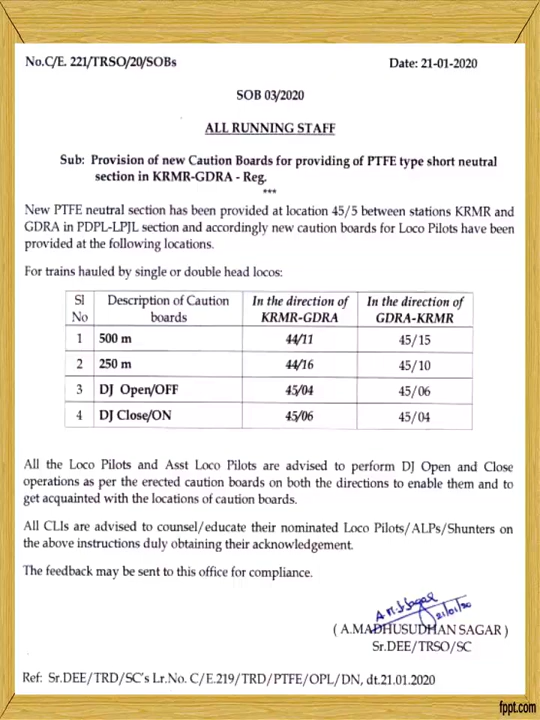 No.C/E. 221/TRSO/20/SOBs Date: 21-01-2020
SOB 03/2020
ALL RUNNING STAFF
Sub: Provision of new Caution Boards for providing of PTFE type short neutral
section in KRMR-GDRA - Reg.
***
New PTFE neutral section has been provided at location 45/5 between stations KRMR and
GDRA in PDPL-LPJL section and accordingly new caution boards for Loco Pilots have been
provided at the following locations.
For trains hauled by single or double head locos:
Sl No Description of Caution boards In the direction of KRMR-GDRA In the direction of GDRA-KRMR
1 500 m 44/11 45/15
2 250 m 44/16 45/10
3 DJ Open/OFF 45/04 45/06
4 DJ Close/ON 45/06 45/04
All the Loco Pilots and Asst Loco Pilots are advised to perform DJ Open and Close
operations as per the erected caution boards on both the directions to enable them and to
get acquainted with the locations of caution boards.
All CLIs are advised to counsel/educate their nominated Loco Pilots/ALPs/Shunters on
the above instructions duly obtaining their acknowledgement.
The feedback may be sent to this office for compliance.
A.M.S Sagar
21/01/20
( A.MADHUSUDHAN SAGAR )
Sr.DEE/TRSO/SC
Ref: Sr.DEE/TRD/SC's Lr.No. C/E.219/TRD/PTFE/OPL/DN, dt.21.01.2020
fppt.com